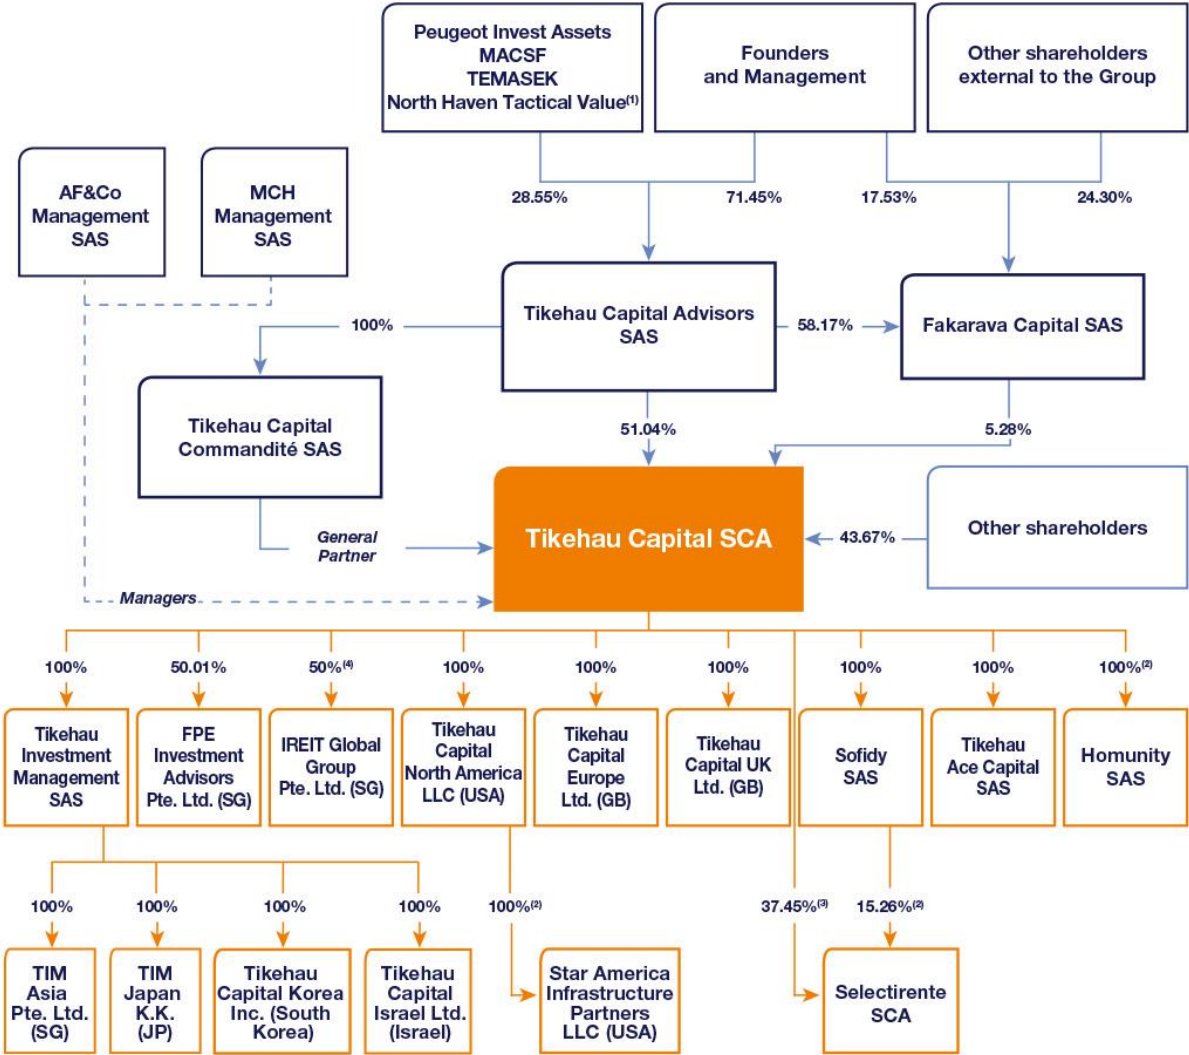 Peugeot Invest Assets
MACSF
TEMASEK
North Haven Tactical Value(1)
Founders
and Management
Other shareholders
external to the Group
AF&Co
Management
SAS
MCH
Management
SAS
28.55%
71.45%
17.53%
24.30%
Tikehau Capital Advisors
SAS
Fakarava Capital SAS
100%
58.17%
Tikehau Capital
Commandité SAS
51.04%
5.28%
Tikehau Capital SCA
Other shareholders
43.67%
General
Partner
Managers
100%
50.01%
50%(4)
100%
100%
100%
100%
100%
100%(2)
Tikehau
Investment
Management
SAS
FPE
Investment
Advisors
Pte. Ltd. (SG)
IREIT Global
Group
Pte. Ltd. (SG)
Tikehau
Capital
North America
LLC (USA)
Tikehau
Capital
Europe
Ltd. (GB)
Tikehau
Capital UK
Ltd. (GB)
Sofidy
SAS
Tikehau
Ace Capital
SAS
Homunity
SAS
100%
100%
100%
100%
100%(2)
37.45%(3)
15.26%(2)
TIM
Asia
Pte. Ltd.
(SG)
TIM
Japan
K.K.
(JP)
Tikehau
Capital Korea
Inc. (South
Korea)
Tikehau
Capital
Israel Ltd.
(Israel)
Star America
Infrastructure
Partners
LLC (USA)
Selectirente
SCA